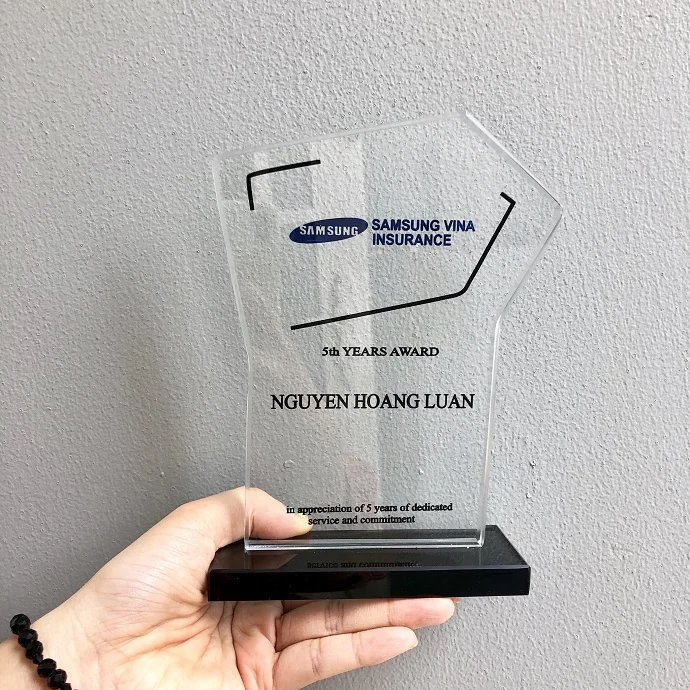 SAMSUNG
SAMSUNG VINA
INSURANCE
5th YEARS AWARD
NGUYEN HOANG LUAN
in appreciation of 5 years of dedicated
service and commitment